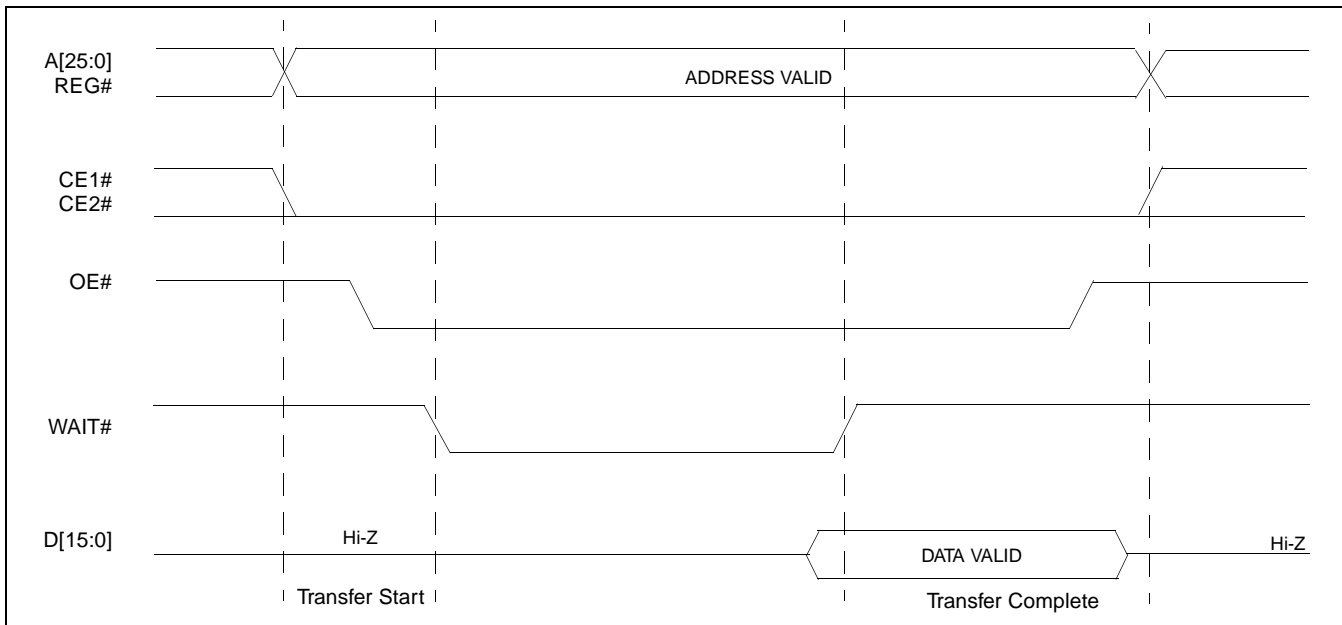 A[25:0]
REG#
ADDRESS VALID
CE1#
CE2#
OE#
WAIT#
D[15:0]
Hi-Z
DATA VALID
Hi-Z
Transfer Start
Transfer Complete